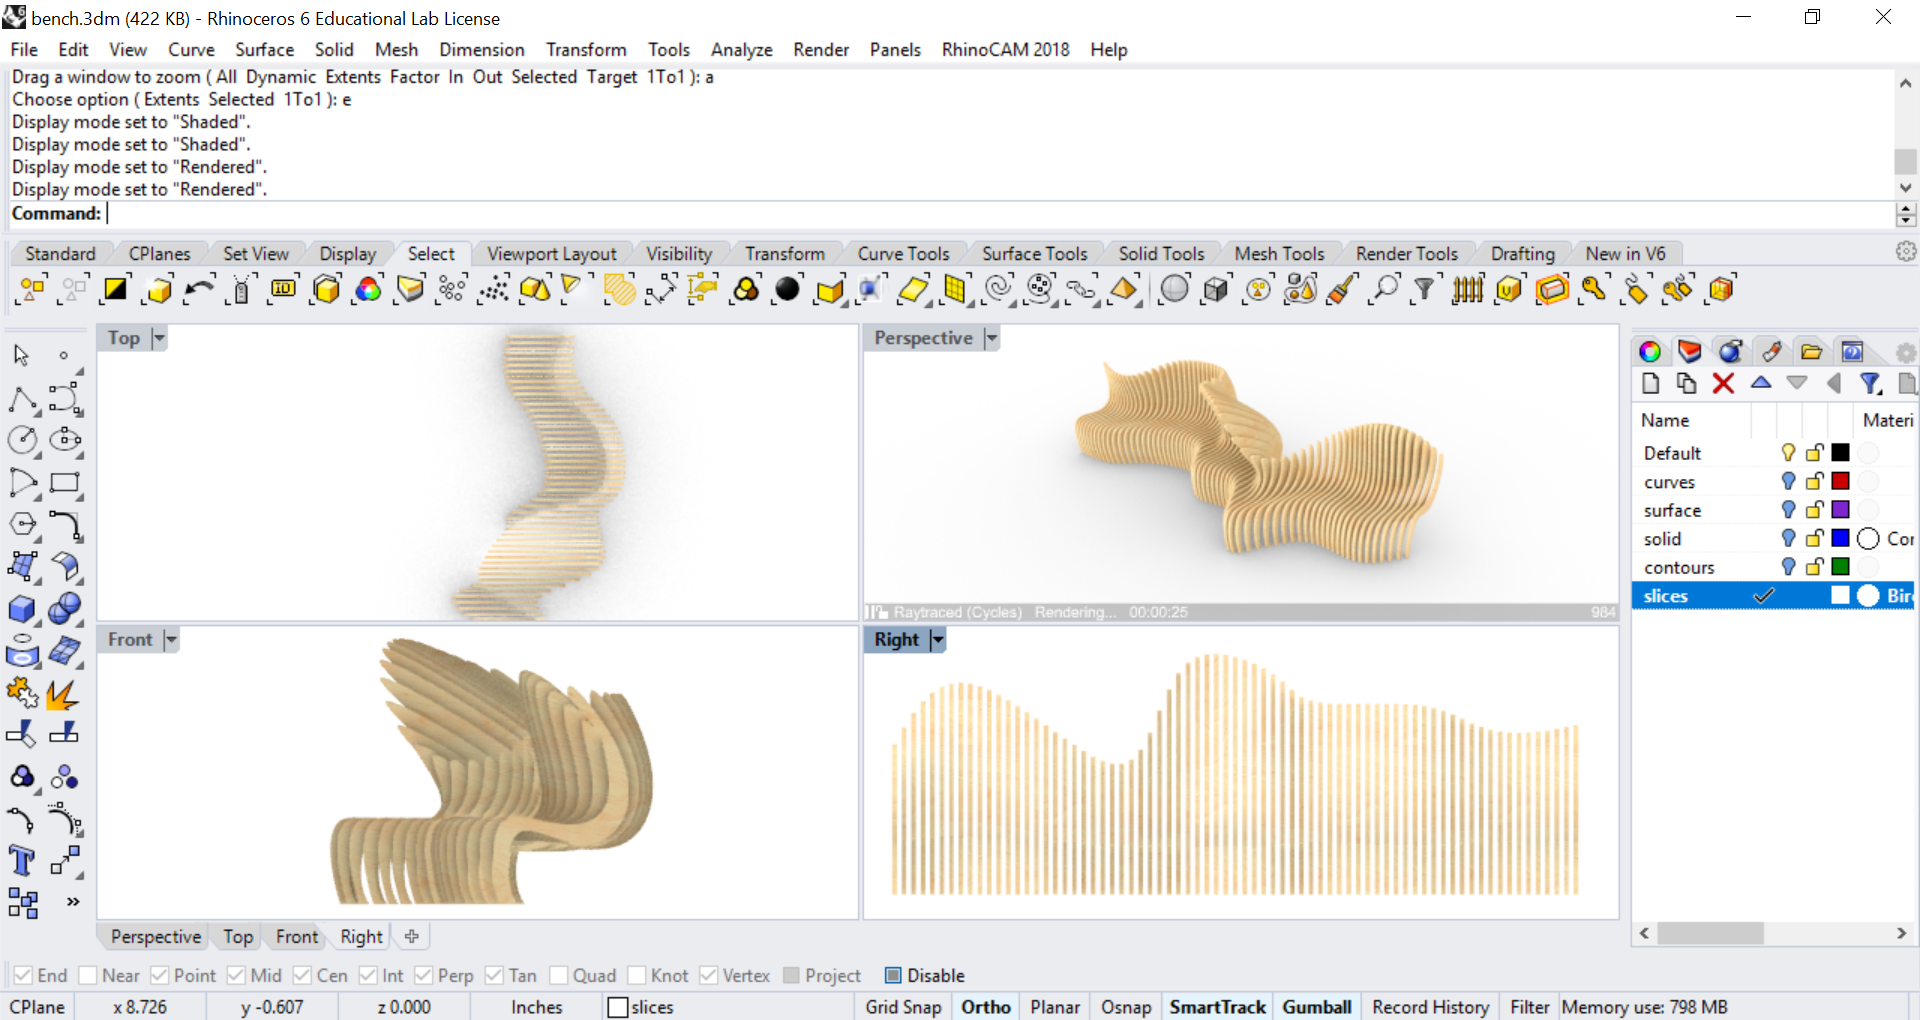 bench.3dm (422 KB) - Rhinoceros 6 Educational Lab License
File Edit View Curve Surface Solid Mesh Dimension Transform Tools Analyze Render Panels RhinoCAM 2018 Help
Drag a window to zoom ( All Dynamic Extents Factor In Out Selected Target 1To1 ): a
Choose option ( Extents Selected 1To1 ): e
Display mode set to "Shaded".
Display mode set to "Shaded".
Display mode set to "Rendered".
Display mode set to "Rendered".
Command:
Standard CPlanes Set View Display Select Viewport Layout Visibility Transform Curve Tools Surface Tools Solid Tools Mesh Tools Render Tools Drafting New in V6
Top
Perspective
Name Materi
Default
curves
surface
solid Cor
contours
slices Bir
Raytraced (Cycles) Rendering... 00:00:25 984
Front
Right
Perspective Top Front Right
End Near Point Mid Cen Int Perp Tan Quad Knot Vertex Project Disable
CPlane x 8.726 y -0.607 z 0.000 Inches slices Grid Snap Ortho Planar Osnap SmartTrack Gumball Record History Filter Memory use: 798 MB